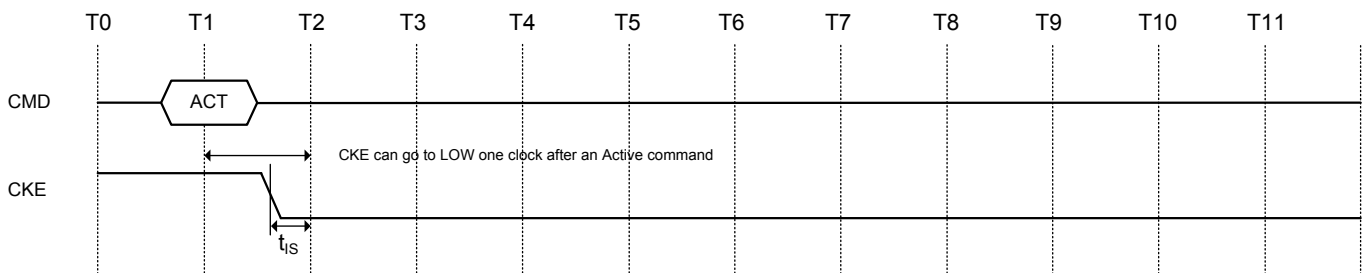 T0 T1 T2 T3 T4 T5 T6 T7 T8 T9 T10 T11
CMD ACT
CKE can go to LOW one clock after an Active command
CKE
tIS